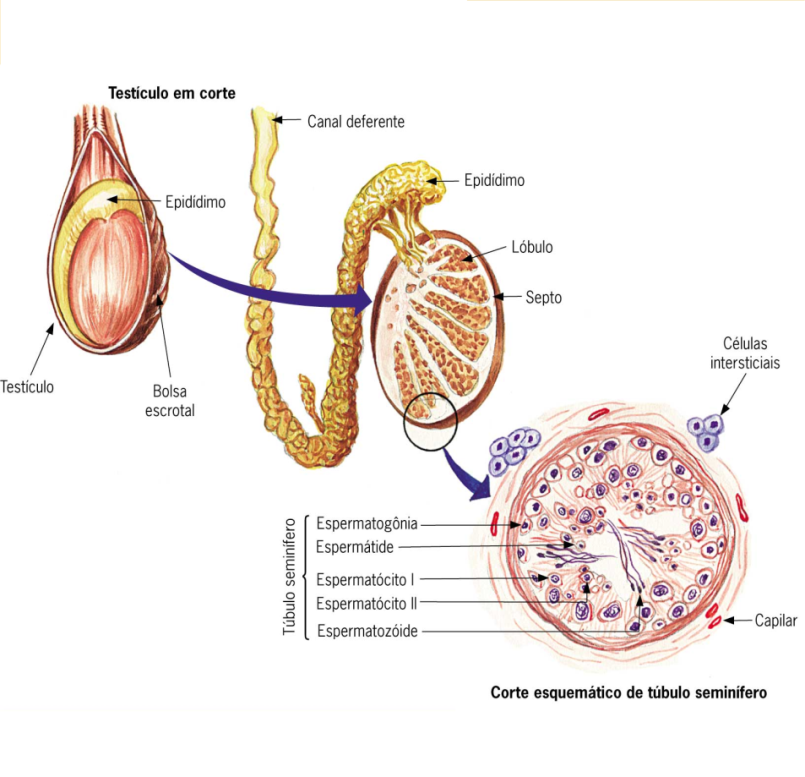 Testículo em corte
Canal deferente
Epidídimo
Epidídimo
Lóbulo
Septo
Testículo
Bolsa
escrotal
Células
intersticiais
Túbulo seminífero
Espermatogônia
Espermátide
Espermatócito I
Espermatócito II
Espermatozóide
Capilar
Corte esquemático de túbulo seminífero